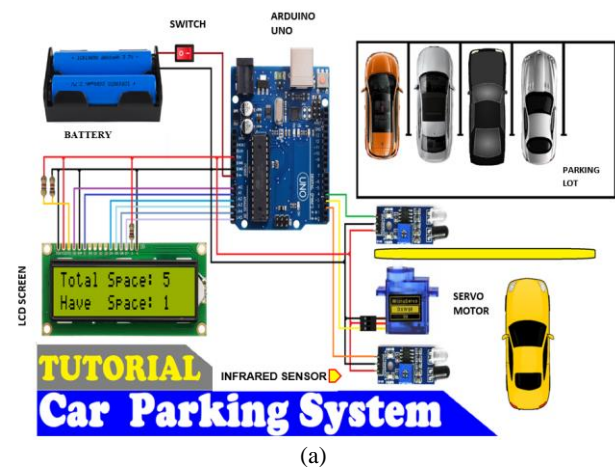 SWITCH
ARDUINO
UNO
BATTERY
PARKING
LOT
UNO
LCD SCREEN
Total Space: 5
Have Space: 1
SERVO
MOTOR
INFRARED SENSOR
TUTORIAL
Car Parking System
(a)